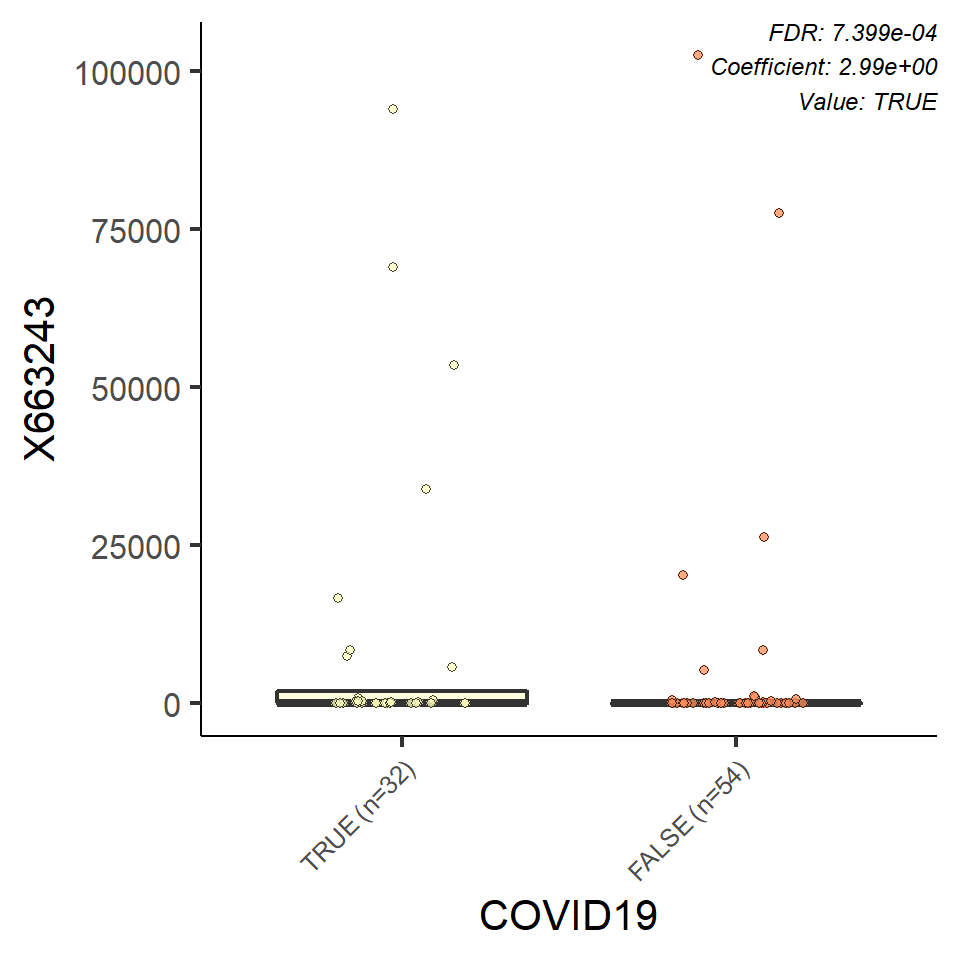 FDR: 7.399e-04
Coefficient: 2.99e+00
Value: TRUE
100000
75000
50000
25000
0
X663243
TRUE (n=32)
FALSE (n=54)
COVID19